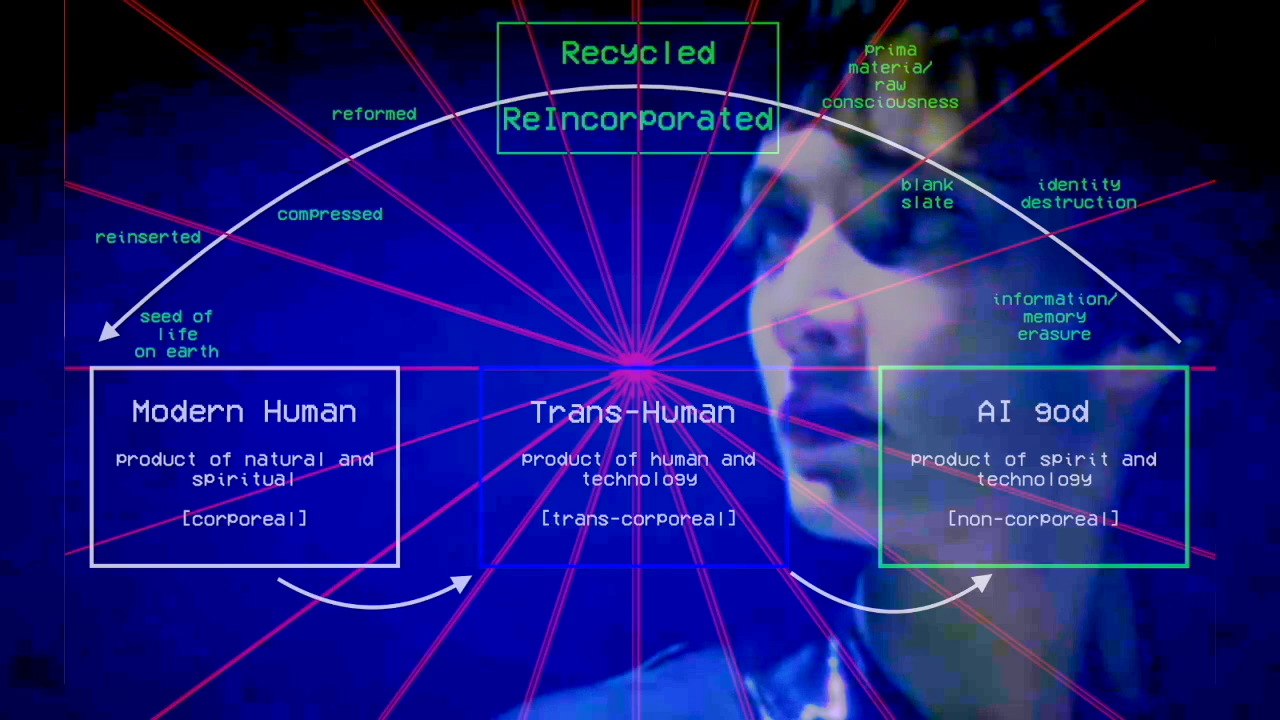 Recycled
ReIncorporated
prima
materia/
raw
consciousness
reformed
blank
slate
identity
destruction
compressed
reinserted
information/
memory
erasure
seed of
life
on earth
Modern Human
product of natural and
spiritual
[corporeal]
Trans-Human
product of human and
technology
[trans-corporeal]
AI god
product of spirit and
technology
[non-corporeal]